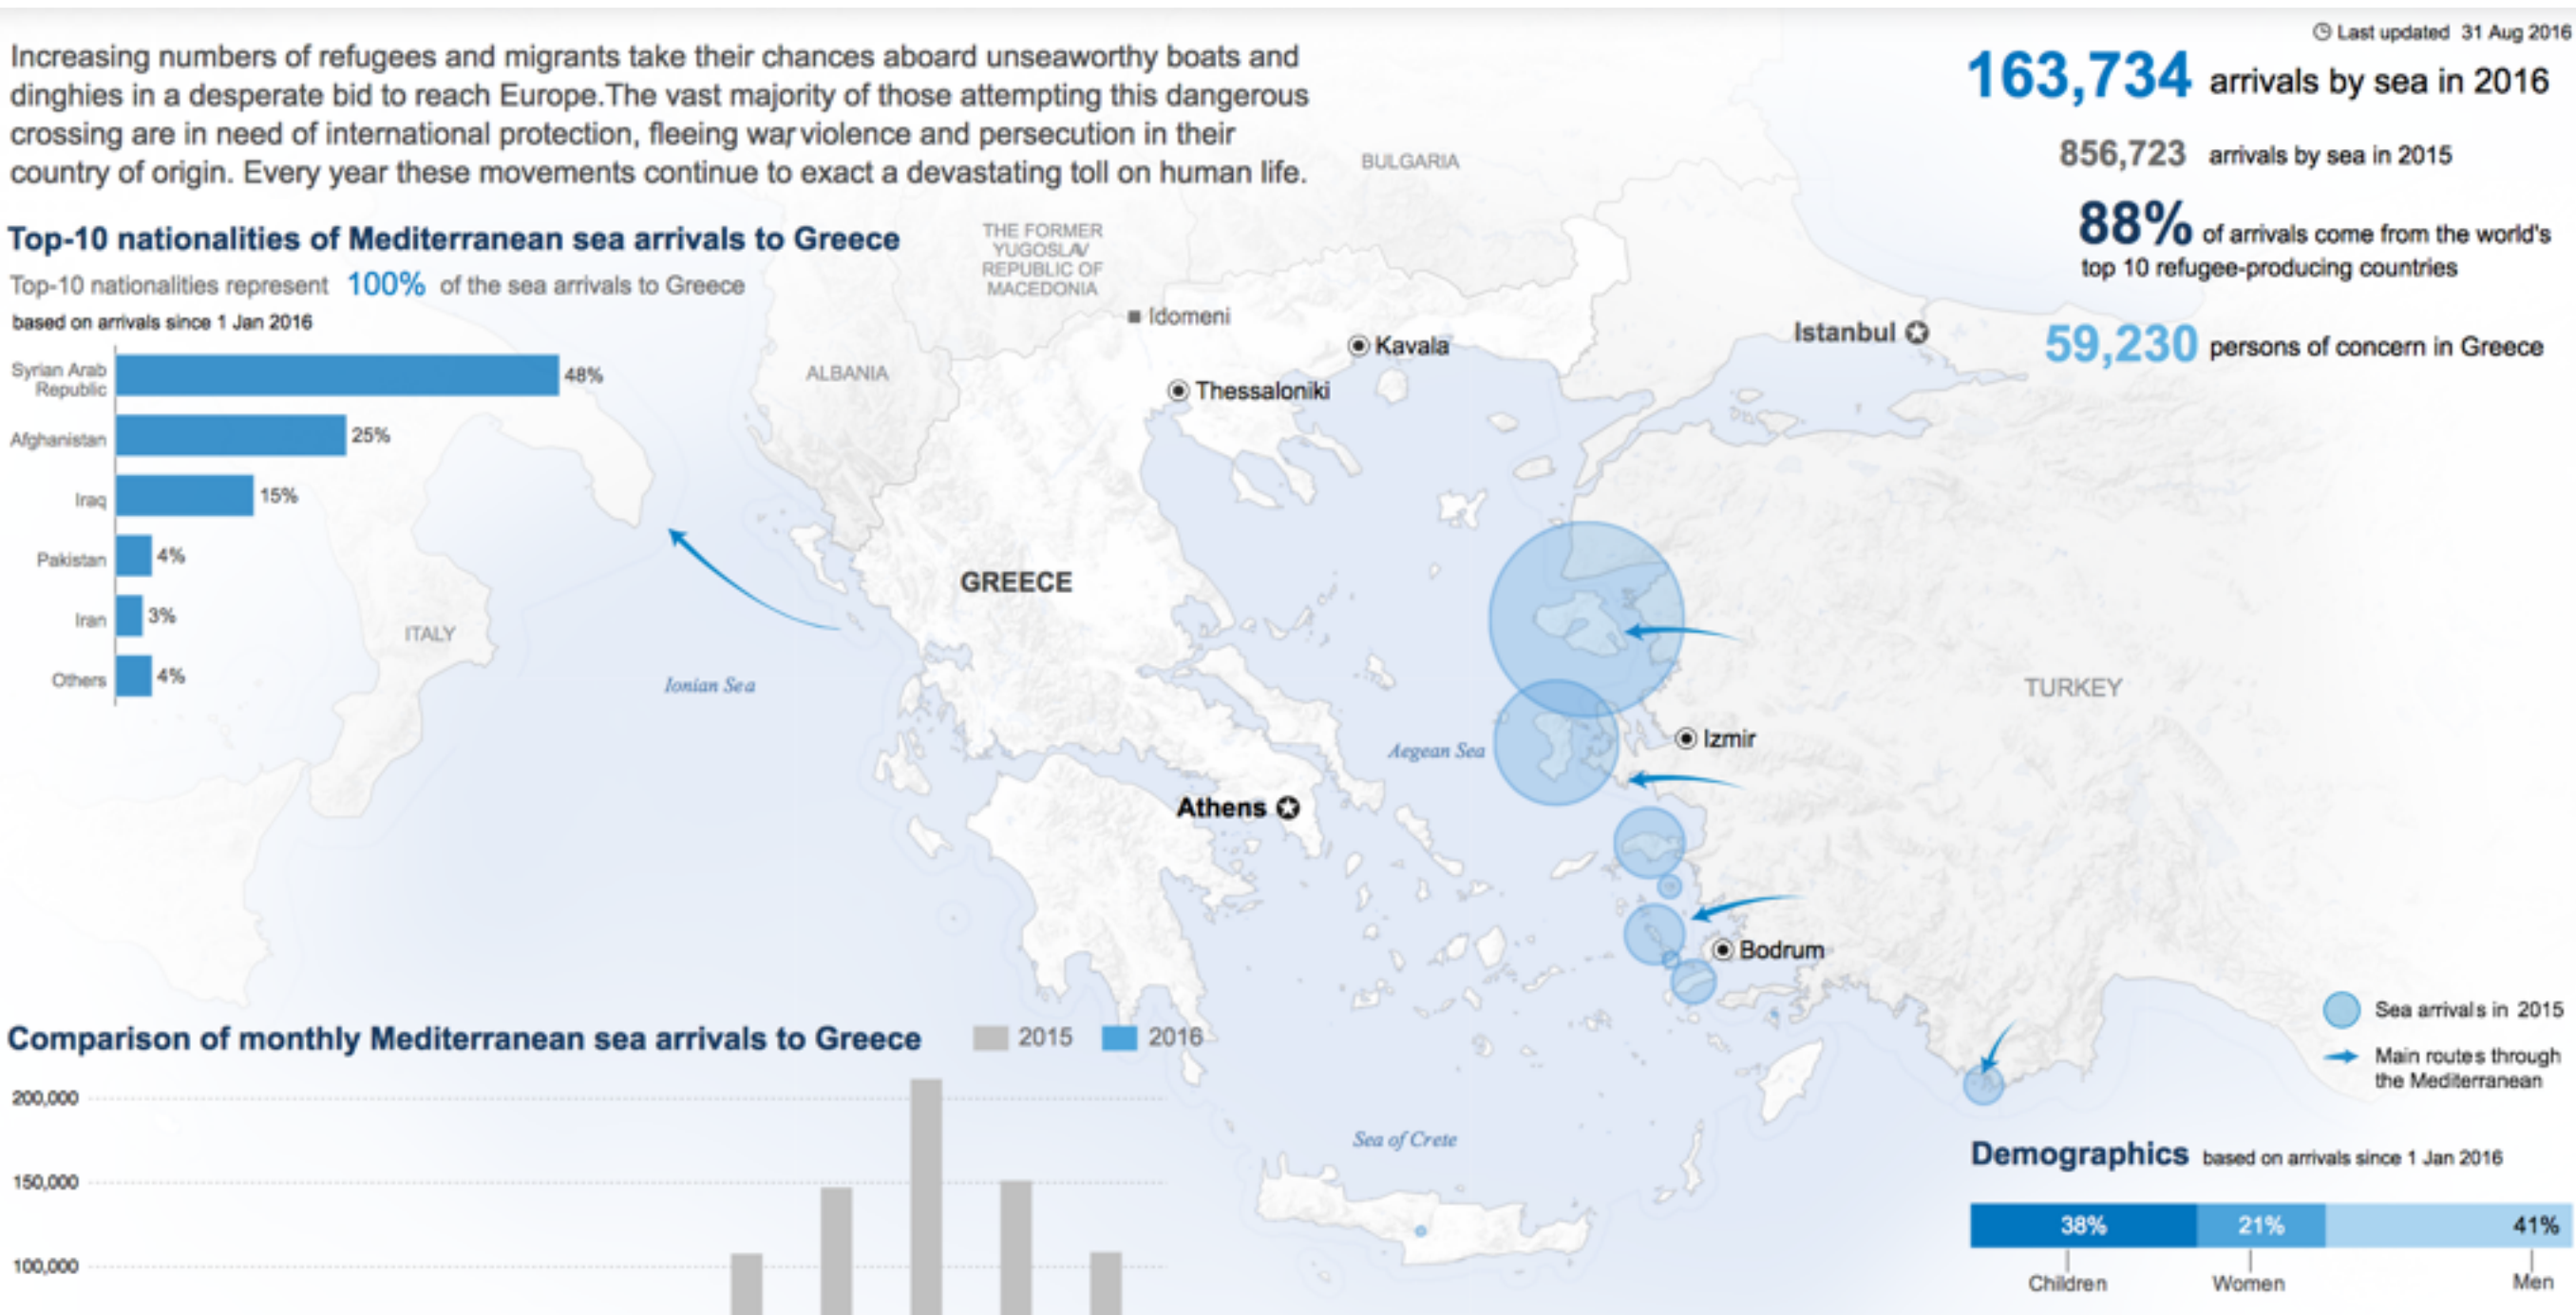 Last updated 31 Aug 2016
Increasing numbers of refugees and migrants take their chances aboard unseaworthy boats and
dinghies in a desperate bid to reach Europe.The vast majority of those attempting this dangerous
crossing are in need of international protection, fleeing war, violence and persecution in their
country of origin. Every year these movements continue to exact a devastating toll on human life.
163,734 arrivals by sea in 2016
856,723 arrivals by sea in 2015
88% of arrivals come from the world's
top 10 refugee-producing countries
59,230 persons of concern in Greece
Top-10 nationalities of Mediterranean sea arrivals to Greece
Top-10 nationalities represent 100% of the sea arrivals to Greece
based on arrivals since 1 Jan 2016
Syrian Arab
Republic
48%
Afghanistan
25%
Iraq
15%
Pakistan
4%
Iran
3%
Others
4%
BULGARIA
THE FORMER
YUGOSLAV
REPUBLIC OF
MACEDONIA
Idomeni
Kavala
Istanbul
ALBANIA
Thessaloniki
GREECE
ITALY
Ionian Sea
TURKEY
Izmir
Aegean Sea
Athens
Bodrum
Sea of Crete
Sea arrivals in 2015
Main routes through
the Mediterranean
Comparison of monthly Mediterranean sea arrivals to Greece
2015
2016
200,000
150,000
100,000
Demographics based on arrivals since 1 Jan 2016
38%
21%
41%
Children
Women
Men